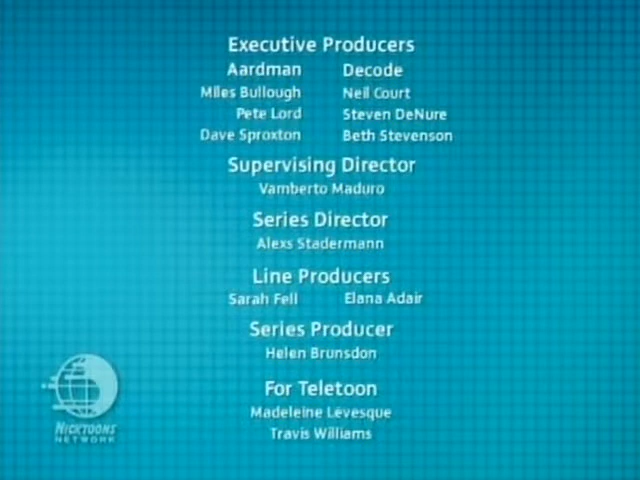 Executive Producers
Aardman Decode
Miles Bullough Neil Court
Pete Lord Steven DeNure
Dave Sproxton Beth Stevenson
Supervising Director
Vamberto Maduro
Series Director
Alexs Stadermann
Line Producers
Sarah Fell Elana Adair
Series Producer
Helen Brunsdon
For Teletoon
Madeleine Lévesque
Travis Williams
NICKTOONS
NETWORK